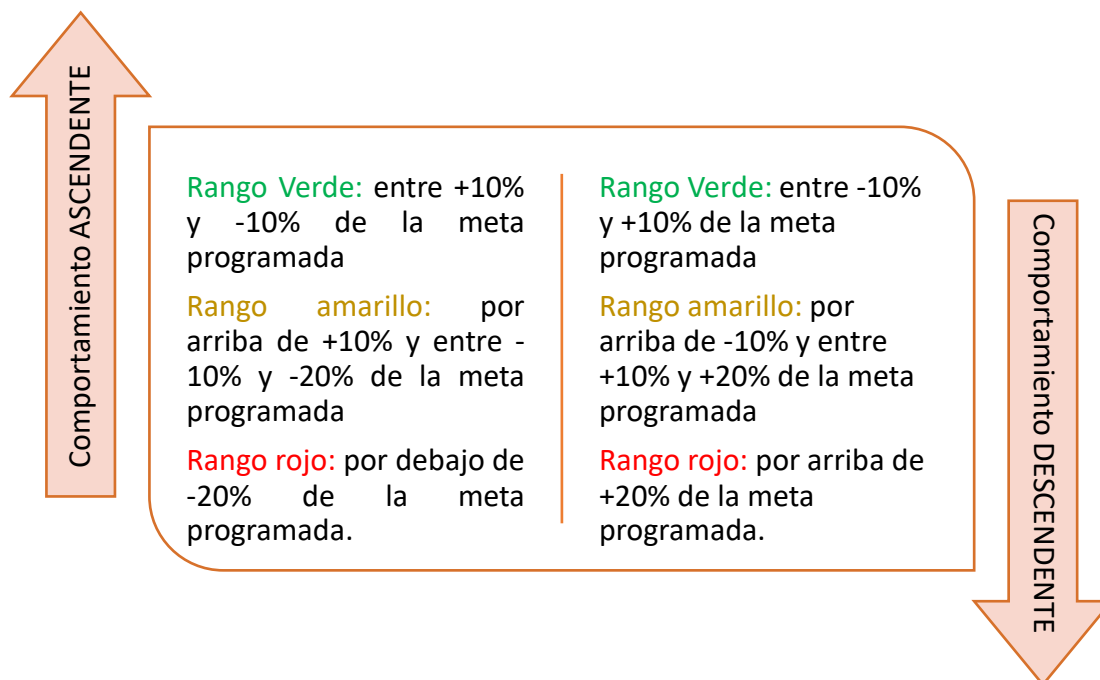 Comportamiento ASCENDENTE
Rango Verde: entre +10%
y -10% de la meta
programada
Rango amarillo: por
arriba de +10% y entre -
10% y -20% de la meta
programada
Rango rojo: por debajo de
-20% de la meta
programada.
Rango Verde: entre -10%
y +10% de la meta
programada
Rango amarillo: por
arriba de -10% y entre
+10% y +20% de la meta
programada
Rango rojo: por arriba de
+20% de la meta
programada.
Comportamiento DESCENDENTE